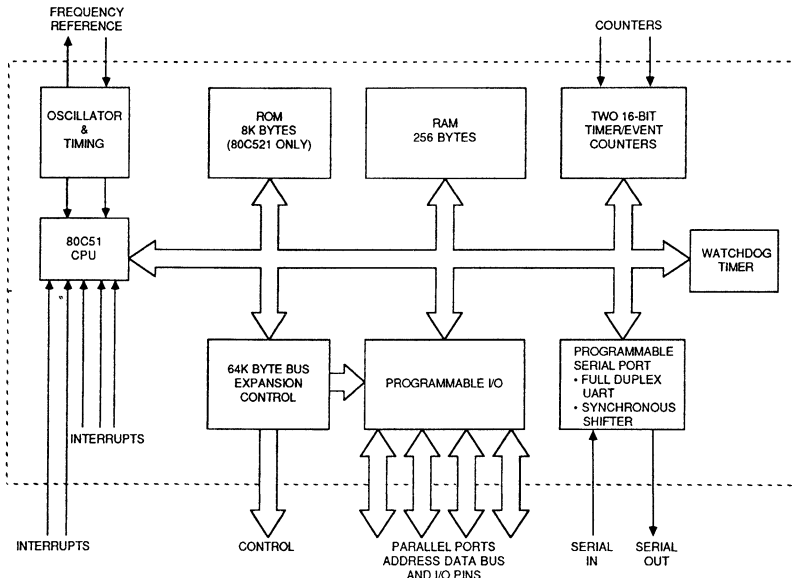 FREQUENCY
REFERENCE
COUNTERS
OSCILLATOR
&
TIMING
ROM
8K BYTES
(80C521 ONLY)
RAM
256 BYTES
TWO 16-BIT
TIMER/EVENT
COUNTERS
80C51
CPU
WATCHDOG
TIMER
64K BYTE BUS
EXPANSION
CONTROL
PROGRAMMABLE I/O
PROGRAMMABLE
SERIAL PORT
• FULL DUPLEX
UART
• SYNCHRONOUS
SHIFTER
INTERRUPTS
INTERRUPTS
CONTROL
PARALLEL PORTS
ADDRESS DATA BUS
AND I/O PINS
SERIAL
IN
SERIAL
OUT